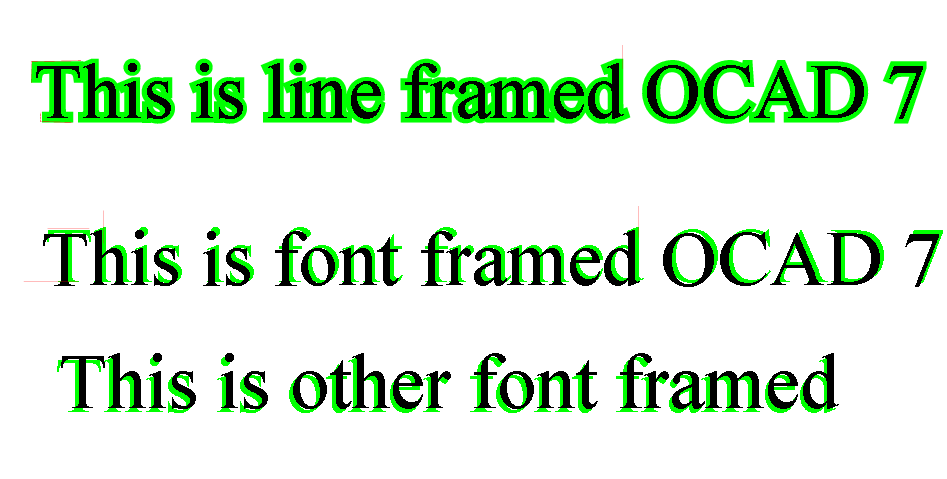 This is line framed OCAD 7
This is font framed OCAD 7
This is other font framed